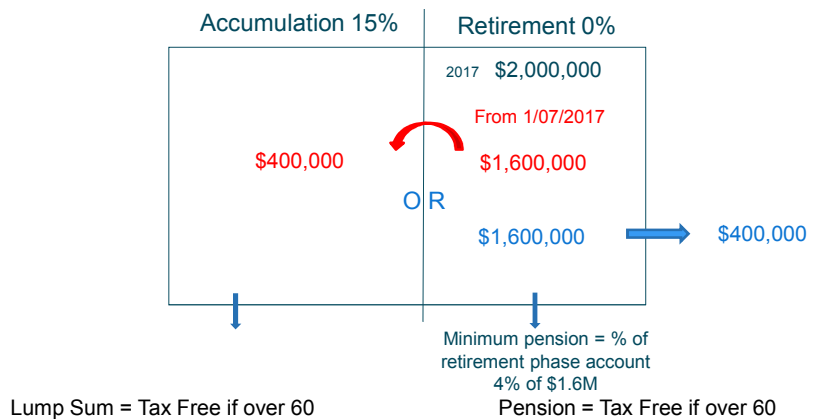 Accumulation 15%
Retirement 0%
2017 $2,000,000
From 1/07/2017
$400,000
$1,600,000
O R
$1,600,000
$400,000
Minimum pension = % of
retirement phase account
4% of $1.6M
Lump Sum = Tax Free if over 60
Pension = Tax Free if over 60